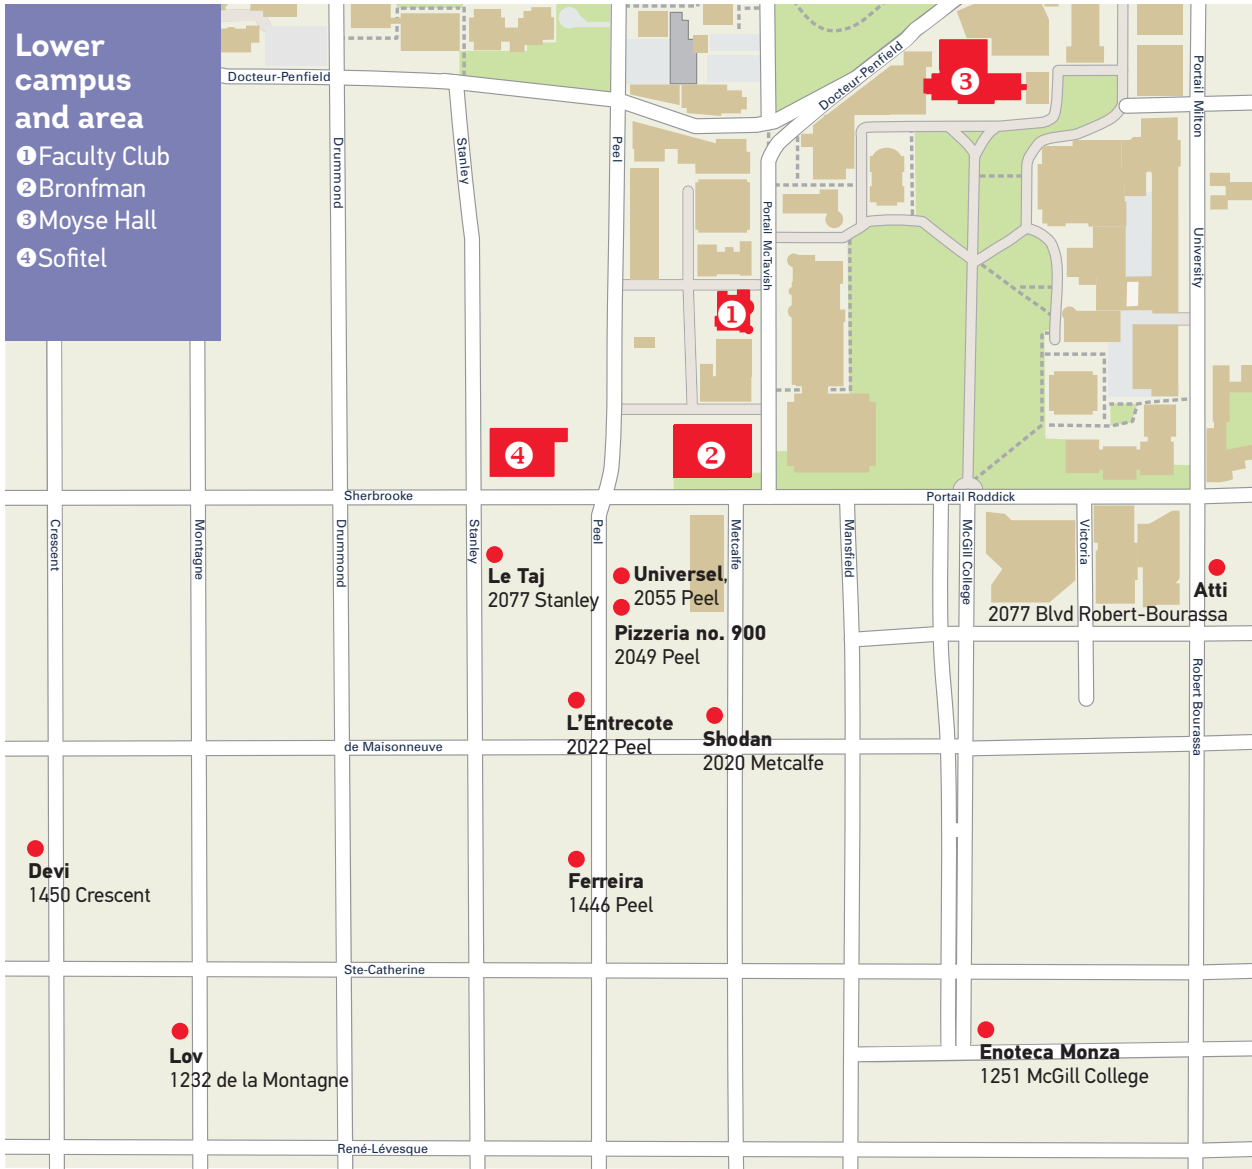 Lower
campus
and area
❶Faculty Club
❷Bronfman
❸Moyse Hall
❹Sofitel
Docteur-Penfield
Docteur-Penfield
Drummond
Stanley
Peel
Portail McTavish
Portail Milton
University
3
1
4
2
Sherbrooke
Portail Roddick
Crescent
Montagne
Drummond
Stanley
Peel
Metcalfe
Mansfield
McGill College
Victoria
Le Taj
2077 Stanley
Universel,
2055 Peel
Pizzeria no. 900
2049 Peel
Atti
2077 Blvd Robert-Bourassa
Robert Bourassa
L'Entrecote
2022 Peel
Shodan
2020 Metcalfe
de Maisonneuve
Devi
1450 Crescent
Ferreira
1446 Peel
Ste-Catherine
Lov
1232 de la Montagne
Enoteca Monza
1251 McGill College
René-Lévesque